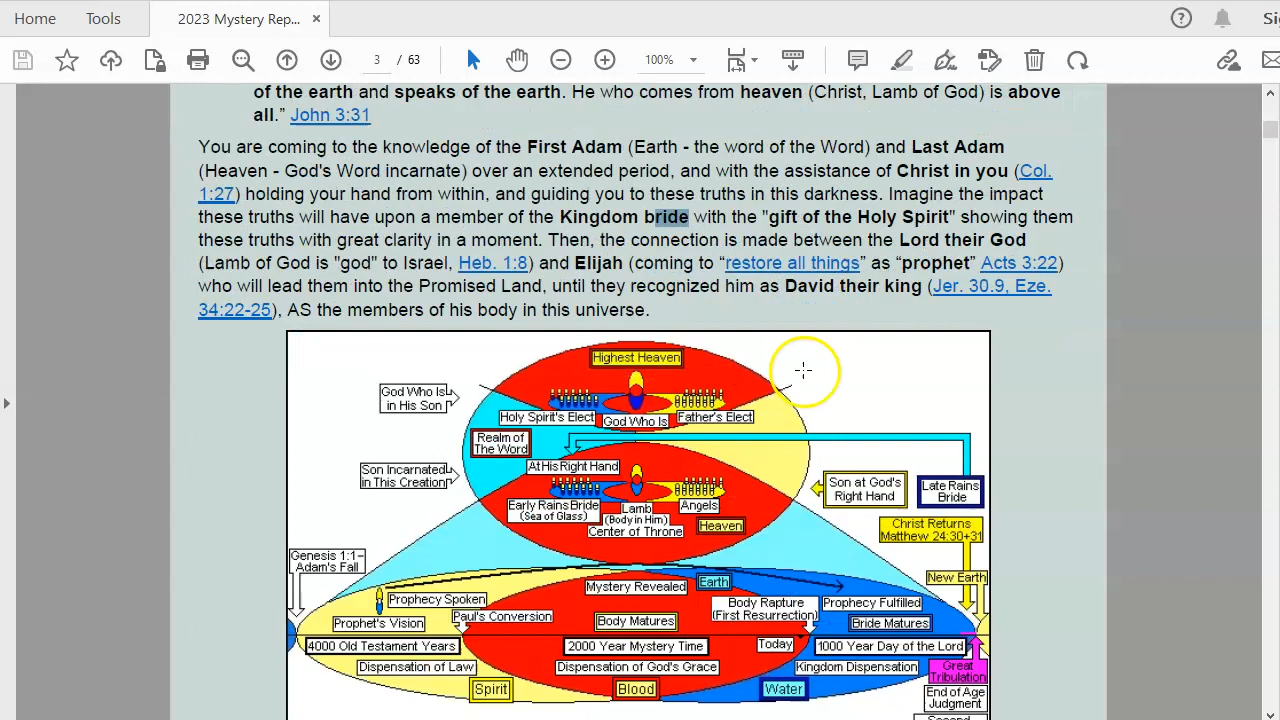 Home
Tools
2023 Mystery Rep...
×
3 / 63
100%
of the earth and speaks of the earth. He who comes from heaven (Christ, Lamb of God) is above
all.” John 3:31
You are coming to the knowledge of the First Adam (Earth - the word of the Word) and Last Adam
(Heaven - God's Word incarnate) over an extended period, and with the assistance of Christ in you (Col.
1:27) holding your hand from within, and guiding you to these truths in this darkness. Imagine the impact
these truths will have upon a member of the Kingdom bride with the "gift of the Holy Spirit" showing them
these truths with great clarity in a moment. Then, the connection is made between the Lord their God
(Lamb of God is "god" to Israel, Heb. 1:8) and Elijah (coming to “restore all things” as “prophet” Acts 3:22)
who will lead them into the Promised Land, until they recognized him as David their king (Jer. 30.9, Eze.
34:22-25), AS the members of his body in this universe.
Highest Heaven
God Who Is
in His Son
Holy Spirit's Elect
God Who Is
Father's Elect
Realm of
The Word
At His Right Hand
Son Incarnated
in This Creation
Early Rains Bride
(Sea of Glass)
Lamb
(Body in Him)
Center of Throne
Angels
Heaven
Son at God's
Right Hand
Late Rains
Bride
Christ Returns
Matthew 24:30+31
Genesis 1:1–
Adam's Fall
New Earth
Mystery Revealed
Earth
Prophecy Spoken
Body Rapture
(First Resurrection)
Prophecy Fulfilled
Prophet's Vision
Paul's Conversion
Body Matures
Bride Matures
4000 Old Testament Years
2000 Year Mystery Time
Today
1000 Year Day of the Lord
Dispensation of Law
Dispensation of God's Grace
Kingdom Dispensation
Great
Tribulation
Spirit
Blood
Water
End of Age
Judgment